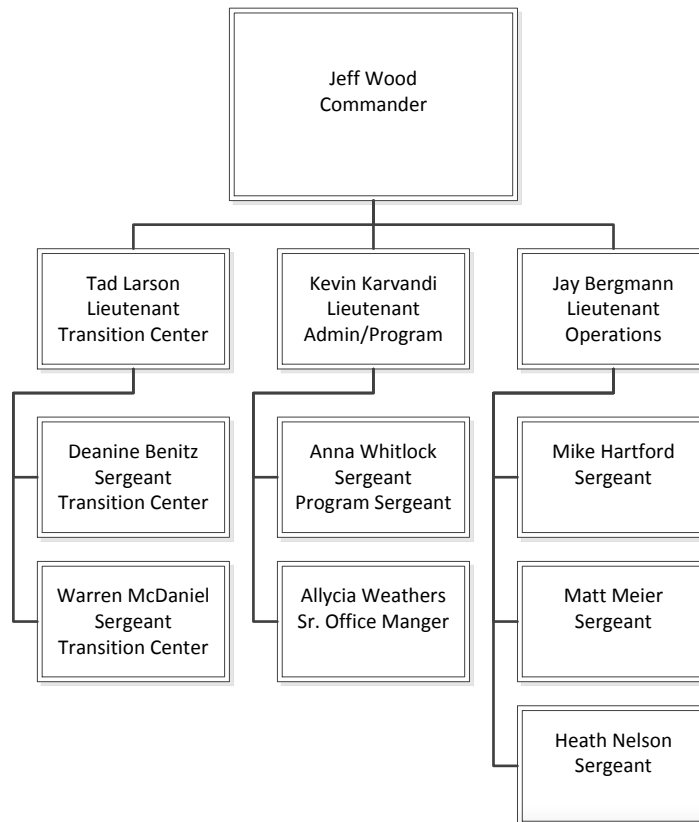 Jeff Wood
Commander
Tad Larson
Lieutenant
Transition Center
Kevin Karvandi
Lieutenant
Admin/Program
Jay Bergmann
Lieutenant
Operations
Deanine Benitz
Sergeant
Transition Center
Anna Whitlock
Sergeant
Program Sergeant
Mike Hartford
Sergeant
Warren McDaniel
Sergeant
Transition Center
Allycia Weathers
Sr. Office Manger
Matt Meier
Sergeant
Heath Nelson
Sergeant